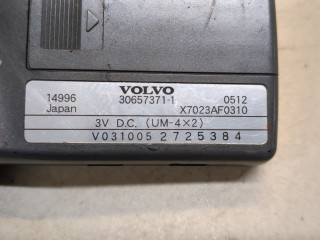 VOLVO
14996 30657371-1 0512
Japan X7023AF0310
3V D.C. (UM-4×2)
V031005 2725384